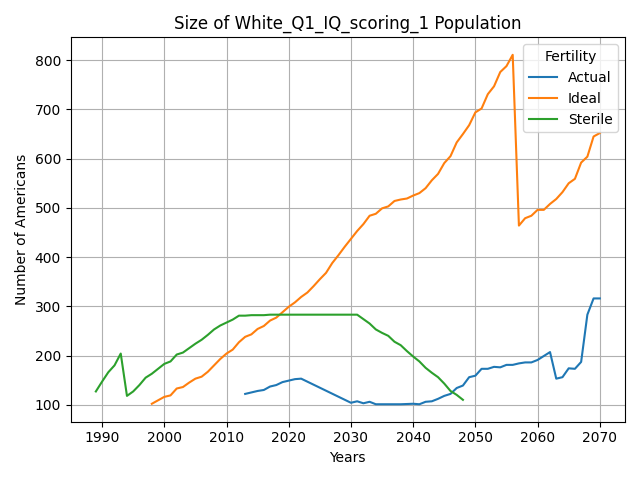 Size of White_Q1_IQ_scoring_1 Population
Fertility
Actual
Ideal
Sterile
Number of Americans
800
700
600
500
400
300
200
100
1990 2000 2010 2020 2030 2040 2050 2060 2070
Years